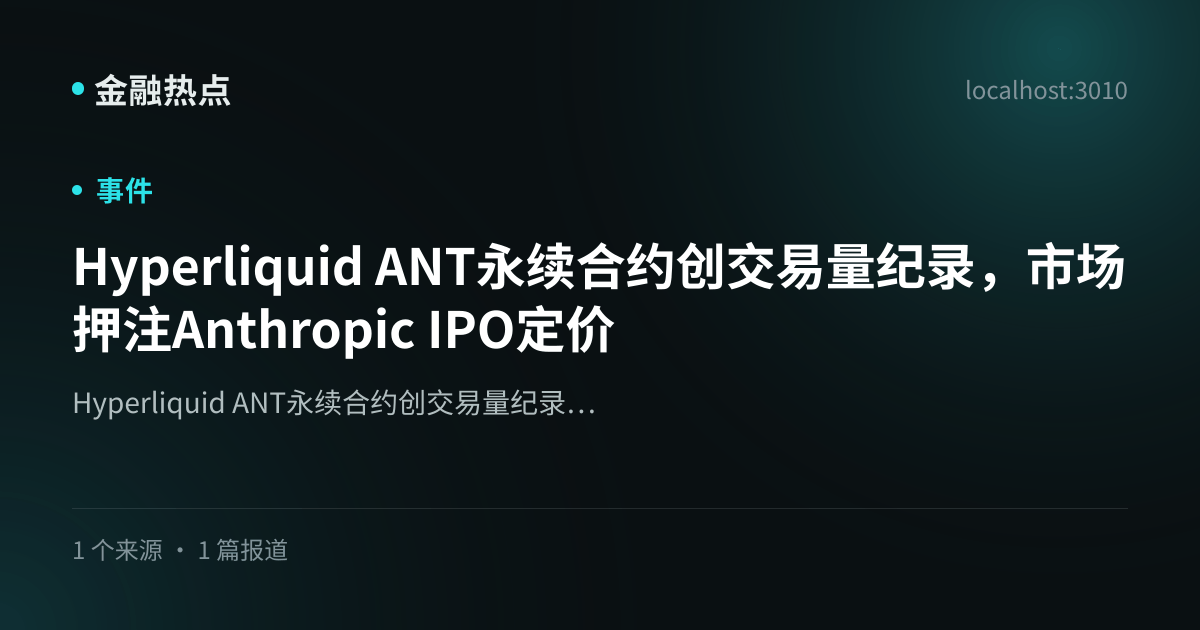 金融热点
localhost:3010
事件
Hyperliquid ANT永续合约创交易量纪录，市场
押注Anthropic IPO定价
Hyperliquid ANT永续合约创交易量纪录…
1 个来源 · 1 篇报道